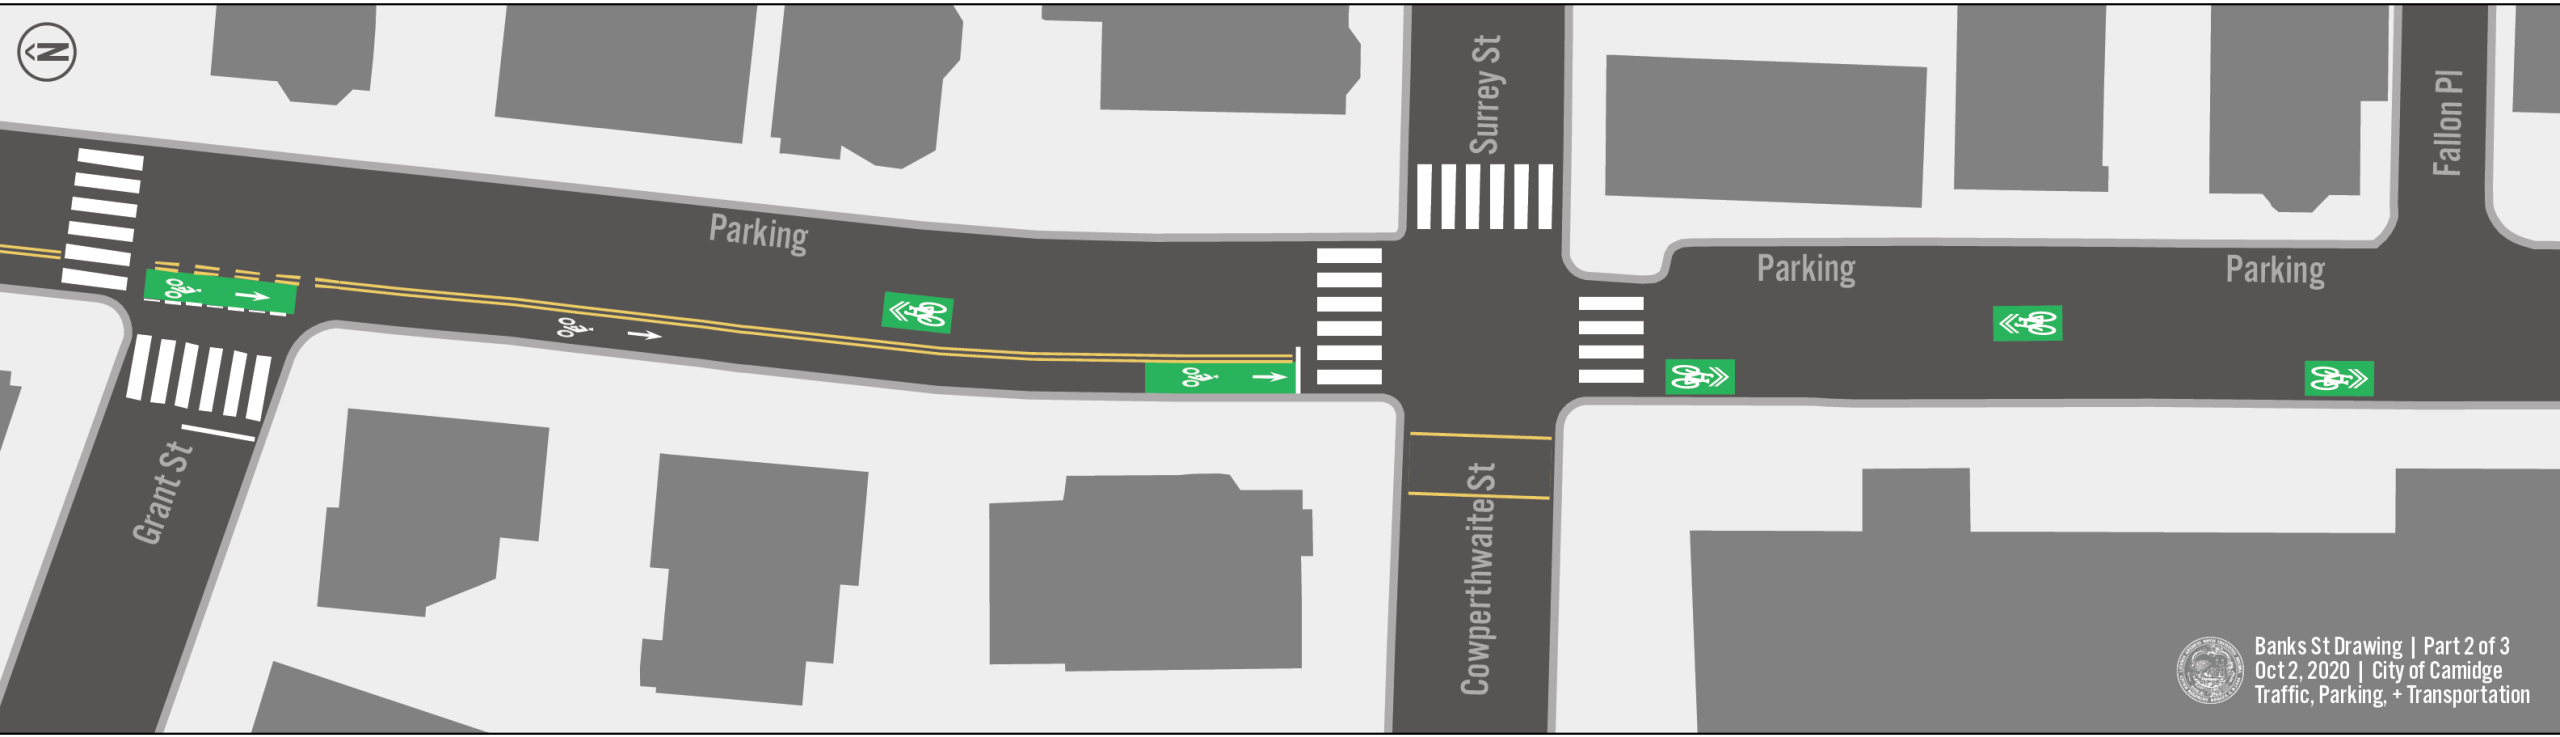 N
Surrey St
Fallon Pl
Parking
Parking
Parking
Grant St
Cowperthwaite St
Banks St Drawing | Part 2 of 3
Oct 2, 2020 | City of Camidge
Traffic, Parking, + Transportation